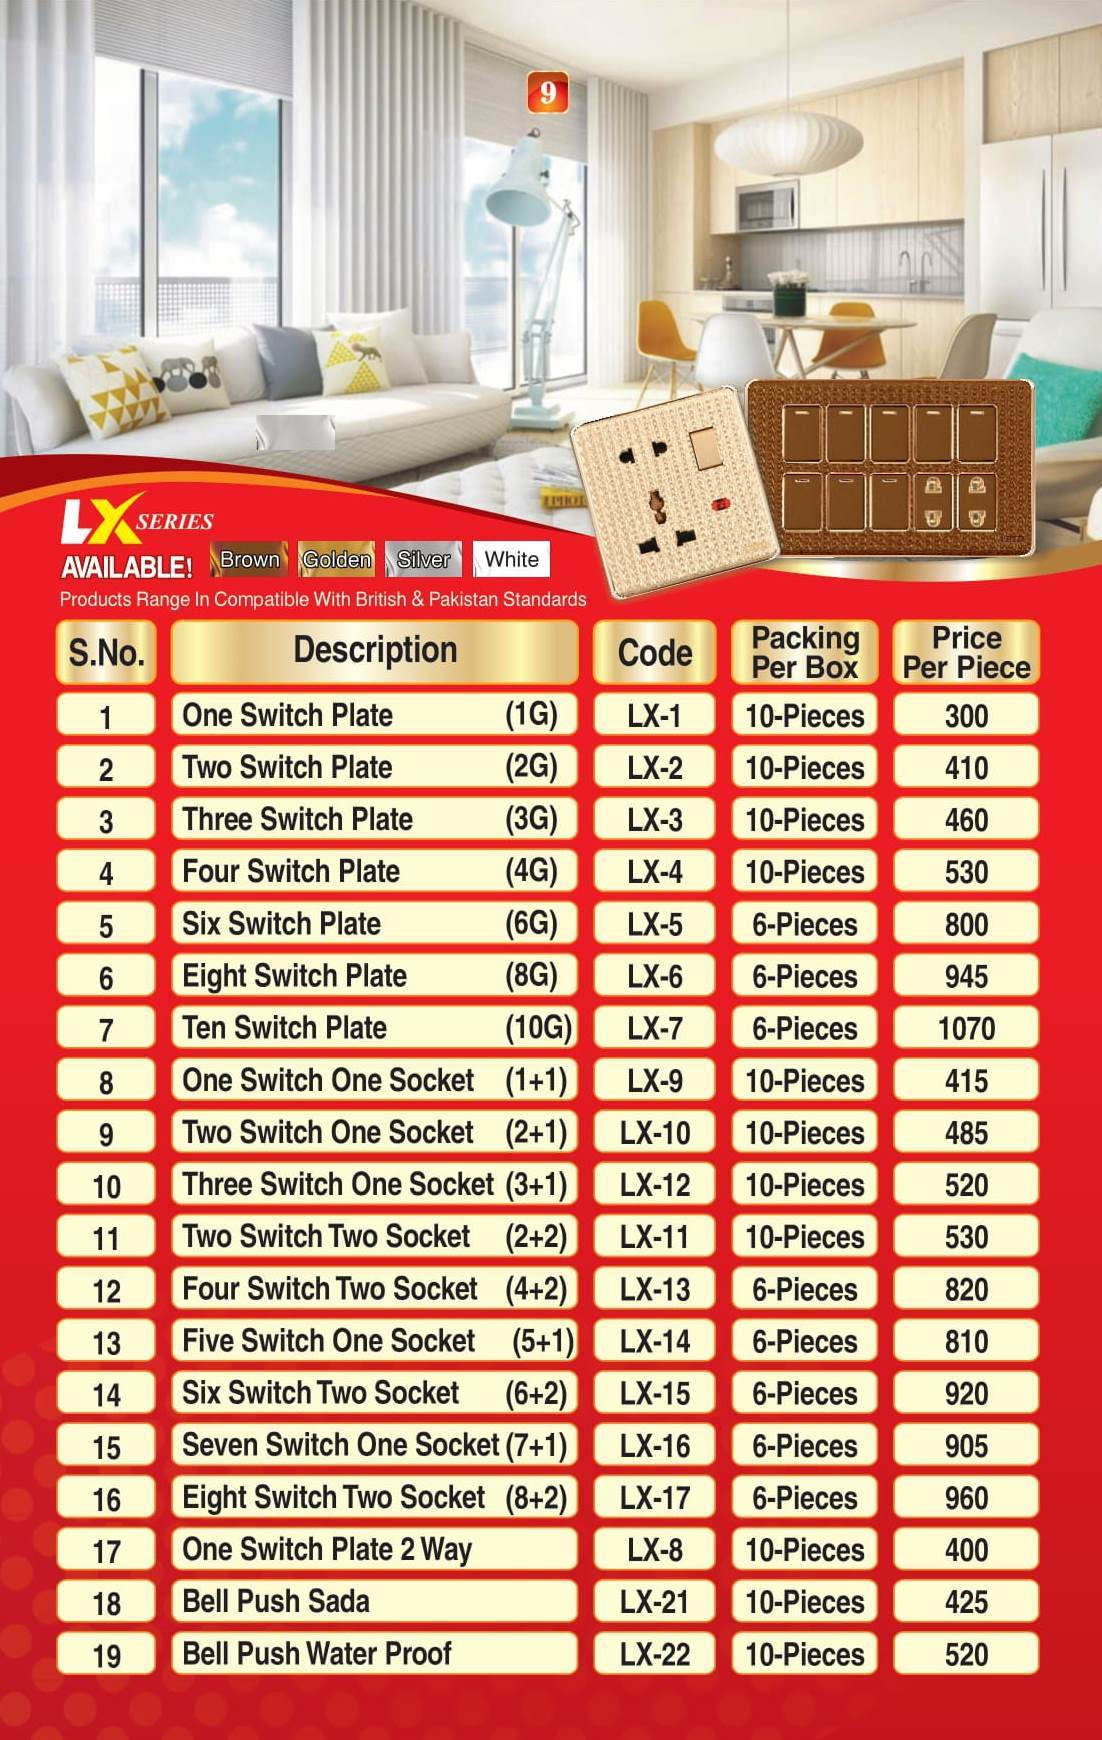 9
LX SERIES
AVAILABLE! Brown Golden Silver White
Products Range In Compatible With British & Pakistan Standards
S.No. Description Code Packing Per Box Price Per Piece
1 One Switch Plate (1G) LX-1 10-Pieces 300
2 Two Switch Plate (2G) LX-2 10-Pieces 410
3 Three Switch Plate (3G) LX-3 10-Pieces 460
4 Four Switch Plate (4G) LX-4 10-Pieces 530
5 Six Switch Plate (6G) LX-5 6-Pieces 800
6 Eight Switch Plate (8G) LX-6 6-Pieces 945
7 Ten Switch Plate (10G) LX-7 6-Pieces 1070
8 One Switch One Socket (1+1) LX-9 10-Pieces 415
9 Two Switch One Socket (2+1) LX-10 10-Pieces 485
10 Three Switch One Socket (3+1) LX-12 10-Pieces 520
11 Two Switch Two Socket (2+2) LX-11 10-Pieces 530
12 Four Switch Two Socket (4+2) LX-13 6-Pieces 820
13 Five Switch One Socket (5+1) LX-14 6-Pieces 810
14 Six Switch Two Socket (6+2) LX-15 6-Pieces 920
15 Seven Switch One Socket (7+1) LX-16 6-Pieces 905
16 Eight Switch Two Socket (8+2) LX-17 6-Pieces 960
17 One Switch Plate 2 Way LX-8 10-Pieces 400
18 Bell Push Sada LX-21 10-Pieces 425
19 Bell Push Water Proof LX-22 10-Pieces 520